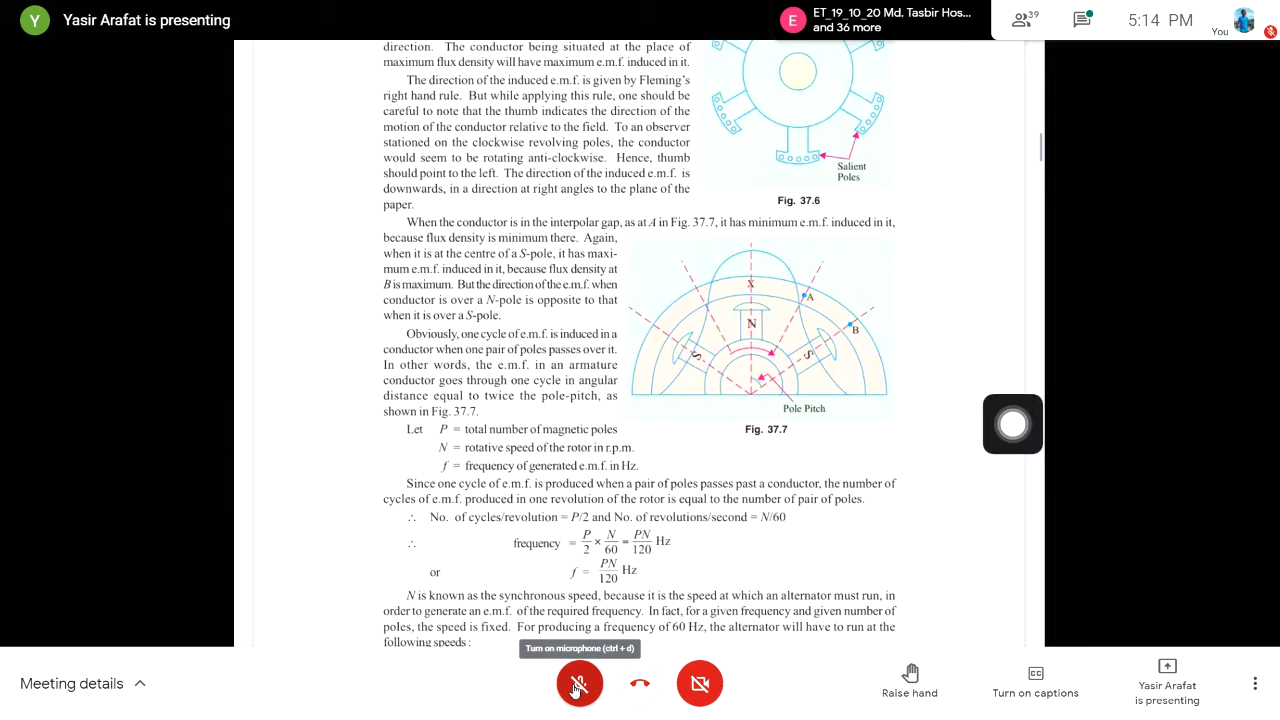 Y Yasir Arafat is presenting
E ET_19_10_20 Md. Tasbir Hos...
and 36 more
39
5:14 PM
You
direction. The conductor being situated at the place of
maximum flux density will have maximum e.m.f. induced in it.
The direction of the induced e.m.f. is given by Fleming's
right hand rule. But while applying this rule, one should be
careful to note that the thumb indicates the direction of the
motion of the conductor relative to the field. To an observer
stationed on the clockwise revolving poles, the conductor
would seem to be rotating anti-clockwise. Hence, thumb
should point to the left. The direction of the induced e.m.f. is
downwards, in a direction at right angles to the plane of the
paper.
Salient
Poles
Fig. 37.6
When the conductor is in the interpolar gap, as at A in Fig. 37.7, it has minimum e.m.f. induced in it,
because flux density is minimum there. Again,
when it is at the centre of a S-pole, it has maxi-
mum e.m.f. induced in it, because flux density at
B is maximum. But the direction of the e.m.f. when
conductor is over a N-pole is opposite to that
when it is over a S-pole.
Obviously, one cycle of e.m.f. is induced in a
conductor when one pair of poles passes over it.
In other words, the e.m.f. in an armature
conductor goes through one cycle in angular
distance equal to twice the pole-pitch, as
shown in Fig. 37.7.
X
A
N
B
S
S
Pole Pitch
Fig. 37.7
Let P = total number of magnetic poles
N = rotative speed of the rotor in r.p.m.
f = frequency of generated e.m.f. in Hz.
Since one cycle of e.m.f. is produced when a pair of poles passes past a conductor, the number of
cycles of e.m.f. produced in one revolution of the rotor is equal to the number of pair of poles.
∴ No. of cycles/revolution = P/2 and No. of revolutions/second = N/60
∴ frequency = P/2 × N/60 = PN/120 Hz
or f = PN/120 Hz
N is known as the synchronous speed, because it is the speed at which an alternator must run, in
order to generate an e.m.f. of the required frequency. In fact, for a given frequency and given number of
poles, the speed is fixed. For producing a frequency of 60 Hz, the alternator will have to run at the
following speeds :
Turn on microphone (ctrl + d)
Meeting details
Raise hand
CC
Turn on captions
Yasir Arafat
is presenting